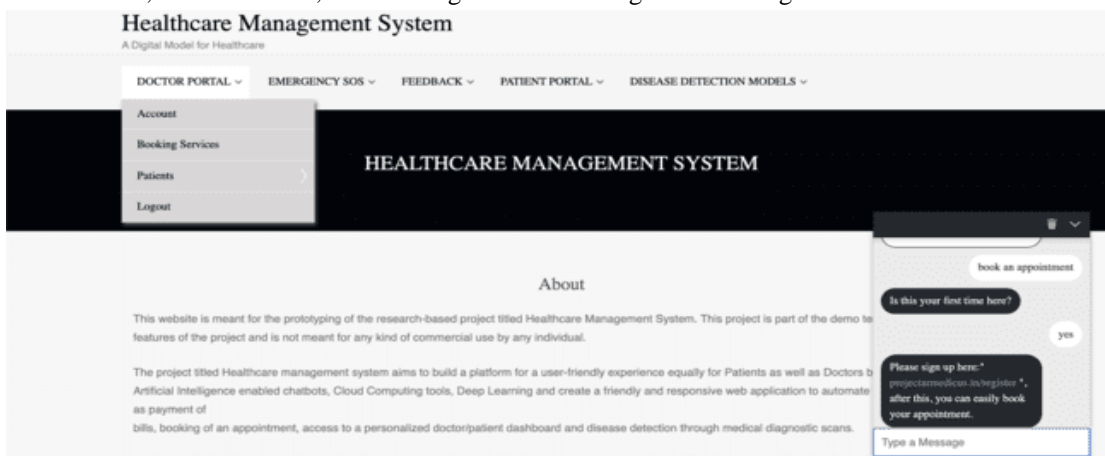 Healthcare Management System
A Digital Model for Healthcare
DOCTOR PORTAL
EMERGENCY SOS
FEEDBACK
PATIENT PORTAL
DISEASE DETECTION MODELS
Account
Booking Services
Patients
Logout
HEALTHCARE MANAGEMENT SYSTEM
About
This website is meant for the prototyping of the research-based project titled Healthcare Management System. This project is part of the demo te
features of the project and is not meant for any kind of commercial use by any individual.
The project titled Healthcare management system aims to build a platform for a user-friendly experience equally for Patients as well as Doctors b
Artificial Intelligence enabled chatbots, Cloud Computing tools, Deep Learning and create a friendly and responsive web application to automate
as payment of
bills, booking of an appointment, access to a personalized doctor/patient dashboard and disease detection through medical diagnostic scans.
book an appointment
Is this your first time here?
yes
Please sign up here:"
projectarmedicus.in/register ",
after this, you can easily book
your appointment.
Type a Message